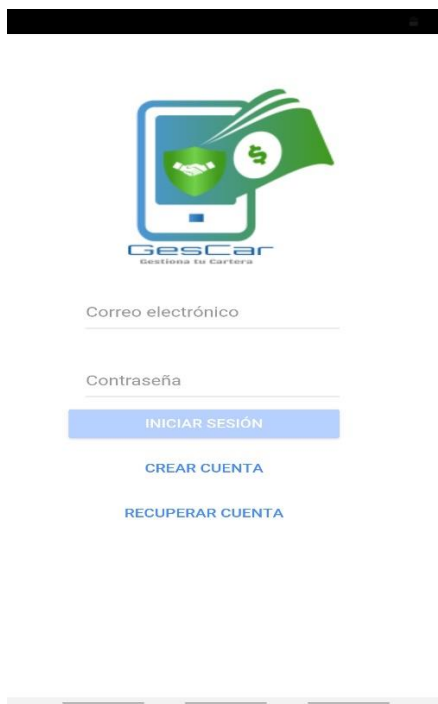 $
GesCar
Gestiona tu Cartera
Correo electrónico
Contraseña
INICIAR SESIÓN
CREAR CUENTA
RECUPERAR CUENTA